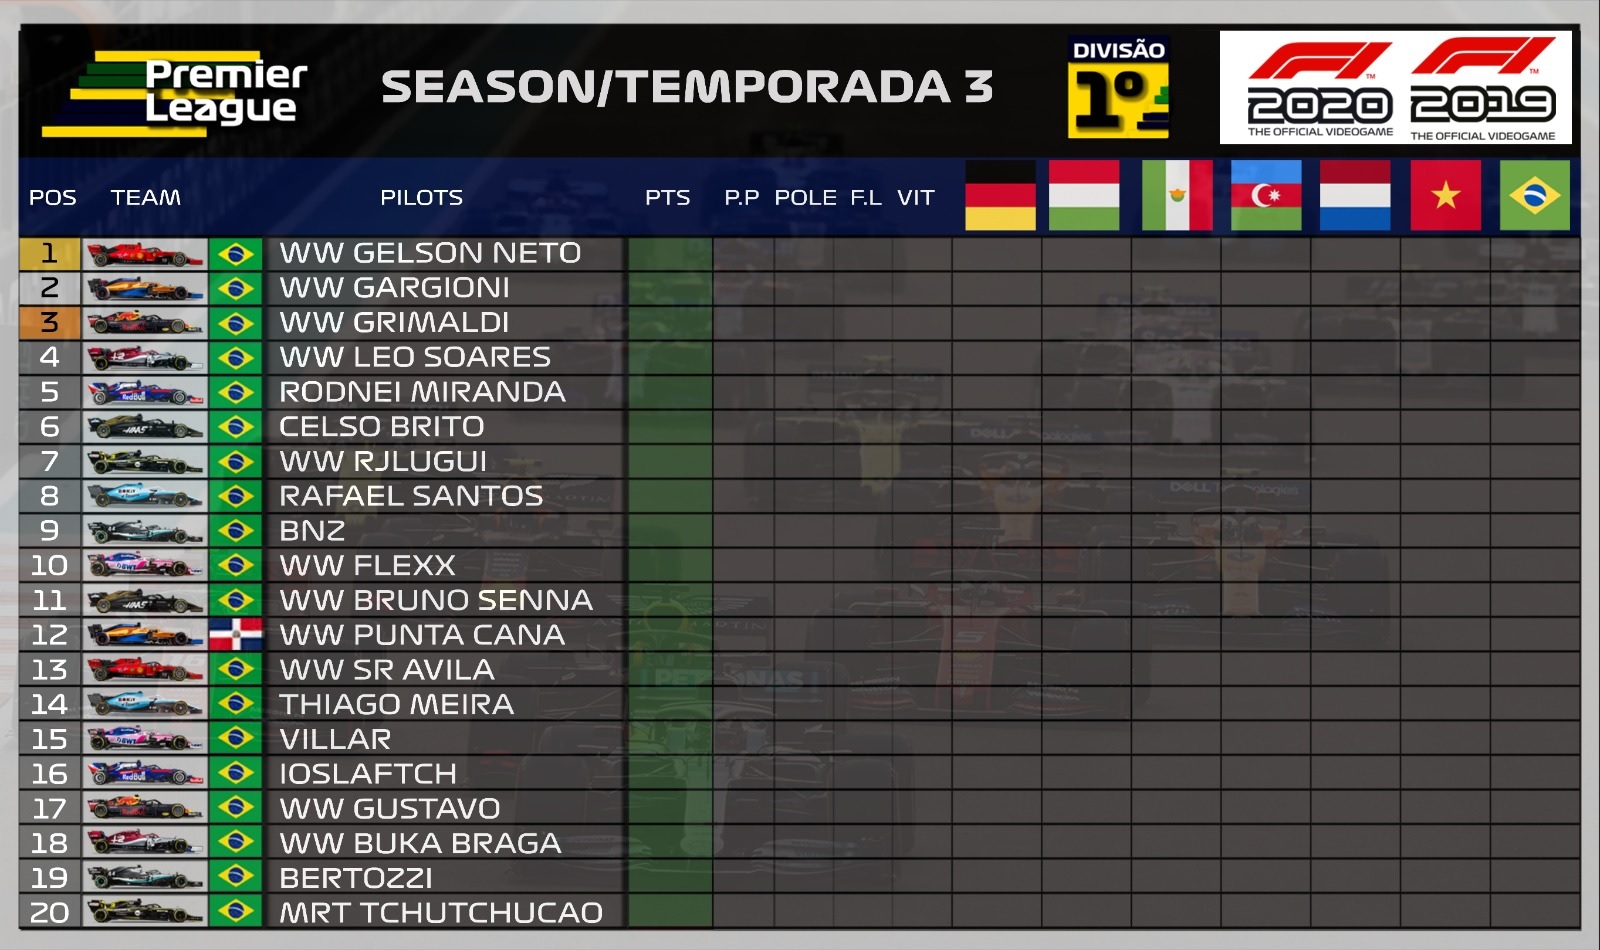 Premier
League
SEASON/TEMPORADA 3
DIVISÃO
1º
2020
THE OFFICIAL VIDEOGAME
2019
THE OFFICIAL VIDEOGAME
POS TEAM PILOTS PTS P.P POLE F.L VIT
1 WW GELSON NETO
2 WW GARGIONI
3 WW GRIMALDI
4 WW LEO SOARES
5 RODNEI MIRANDA
6 CELSO BRITO
7 WW RJLUGUI
8 RAFAEL SANTOS
9 BNZ
10 WW FLEXX
11 WW BRUNO SENNA
12 WW PUNTA CANA
13 WW SR AVILA
14 THIAGO MEIRA
15 VILLAR
16 IOSLAFTCH
17 WW GUSTAVO
18 WW BUKA BRAGA
19 BERTOZZI
20 MRT TCHUTCHUCAO